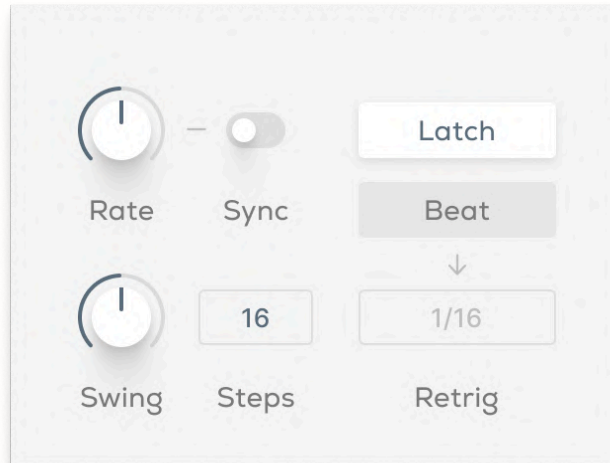 Latch
Rate
Sync
Beat
16
1/16
Swing
Steps
Retrig